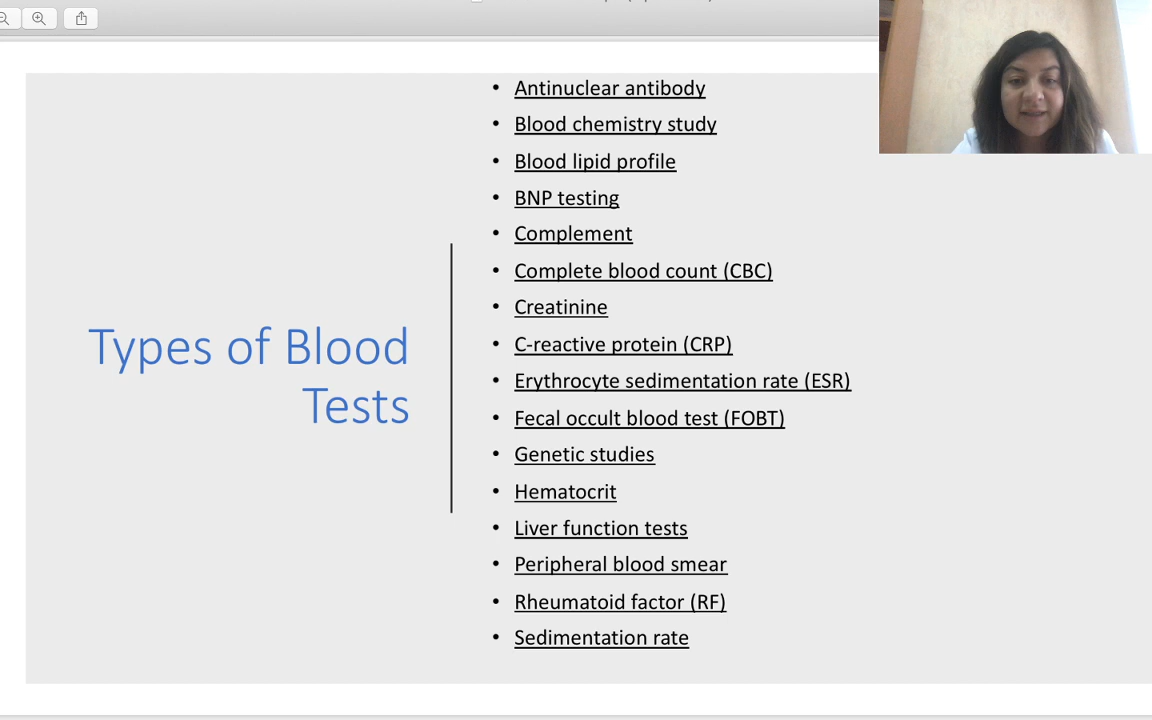 Types of Blood
Tests
• Antinuclear antibody
• Blood chemistry study
• Blood lipid profile
• BNP testing
• Complement
• Complete blood count (CBC)
• Creatinine
• C-reactive protein (CRP)
• Erythrocyte sedimentation rate (ESR)
• Fecal occult blood test (FOBT)
• Genetic studies
• Hematocrit
• Liver function tests
• Peripheral blood smear
• Rheumatoid factor (RF)
• Sedimentation rate